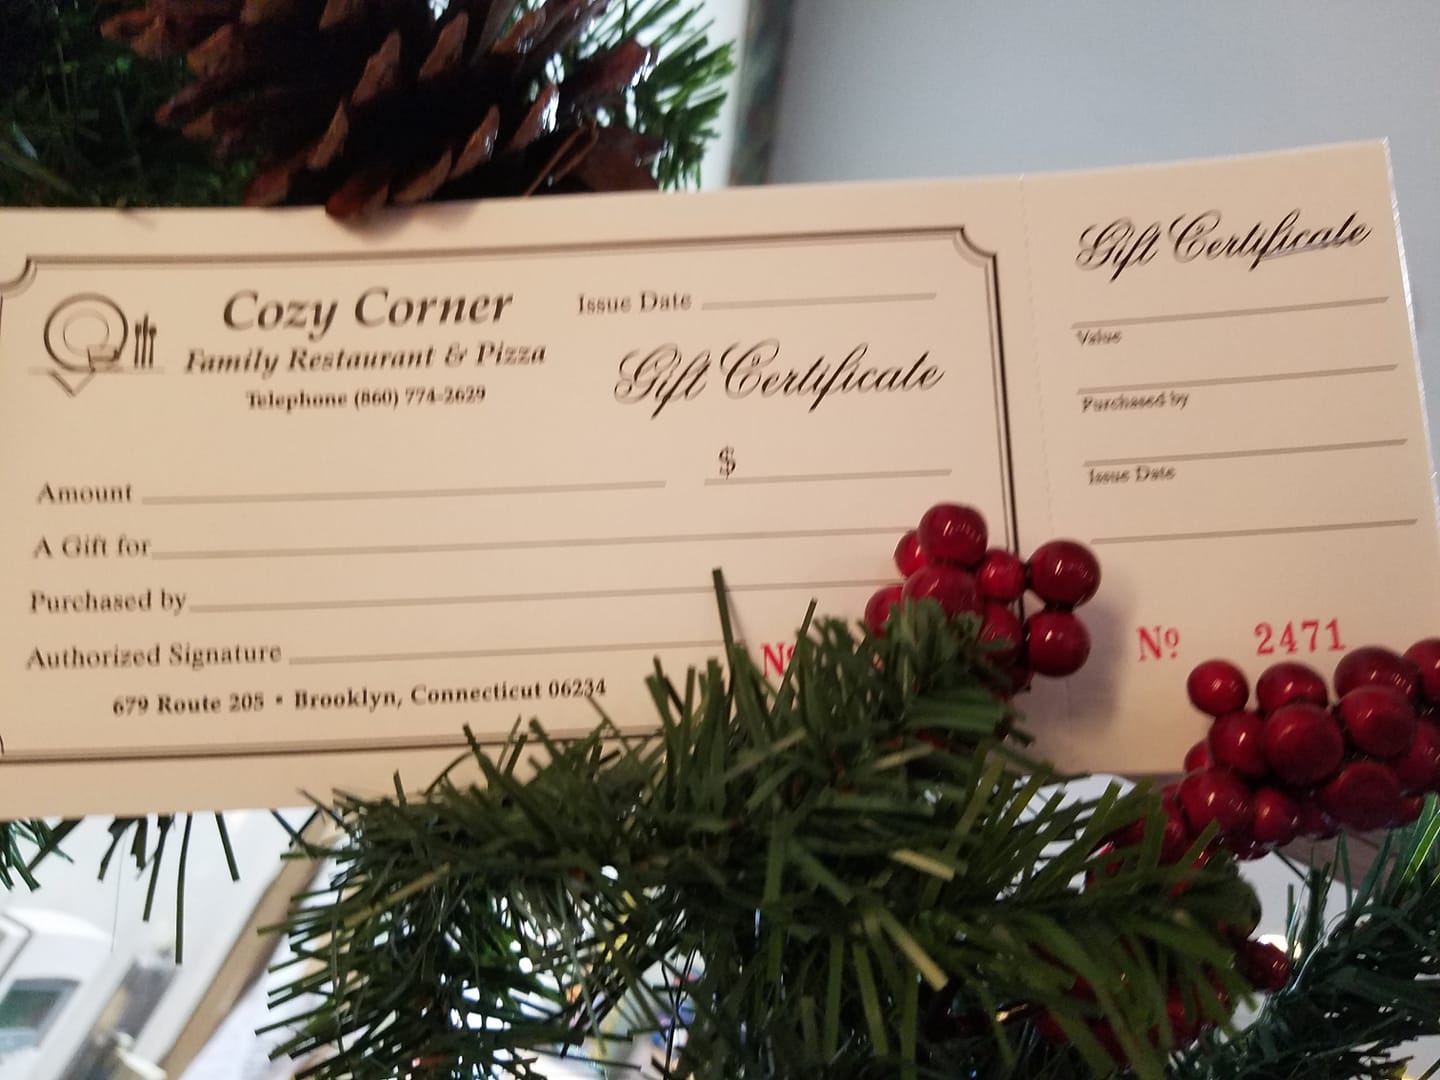 Cozy Corner
Family Restaurant & Pizza
Telephone (860) 774-2629
Issue Date
Gift Certificate
$
Amount
A Gift for
Purchased by
Authorized Signature
Nº
679 Route 205 • Brooklyn, Connecticut 06234
Gift Certificate
Value
Purchased by
Issue Date
Nº 2471